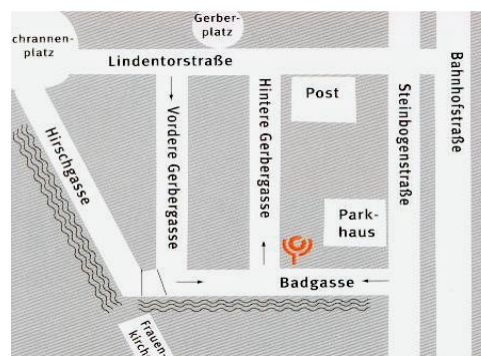 Gerber-
platz
chrannen-
platz
Lindentorstraße
Bahnhofstraße
Hintere Gerbergasse
Post
Steinbogenstraße
Vordere Gerbergasse
Hirschgasse
Park-
haus
Badgasse
Frauen-
kirch